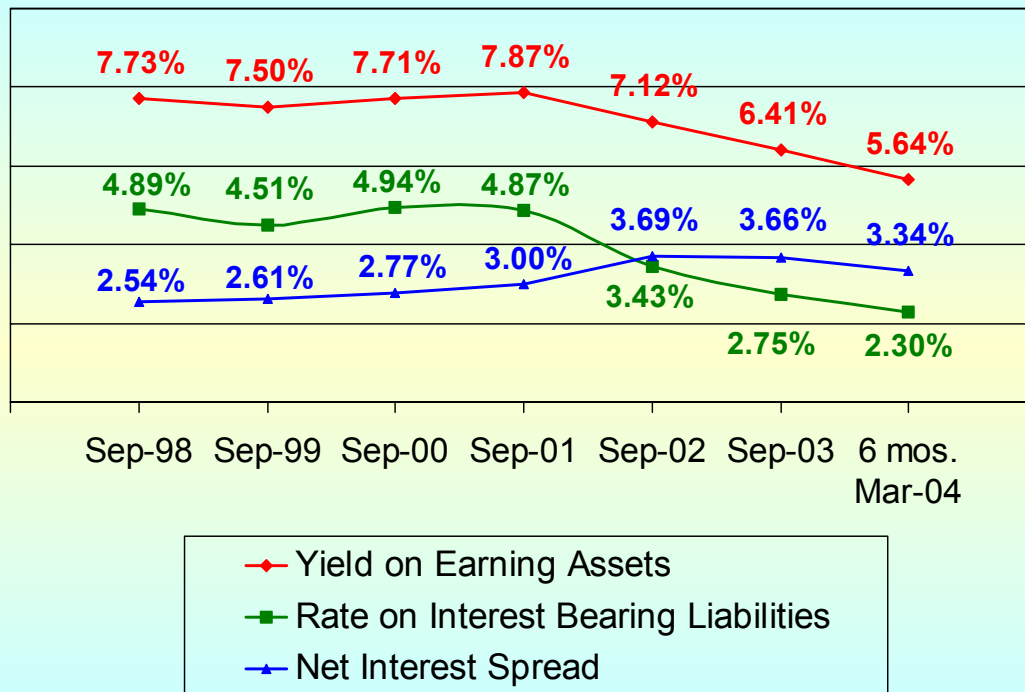 7.73% 7.50% 7.71% 7.87% 7.12% 6.41% 5.64%
4.89% 4.51% 4.94% 4.87% 3.43% 2.75% 2.30%
2.54% 2.61% 2.77% 3.00% 3.69% 3.66% 3.34%
Sep-98 Sep-99 Sep-00 Sep-01 Sep-02 Sep-03 6 mos.
Mar-04
Yield on Earning Assets
Rate on Interest Bearing Liabilities
Net Interest Spread